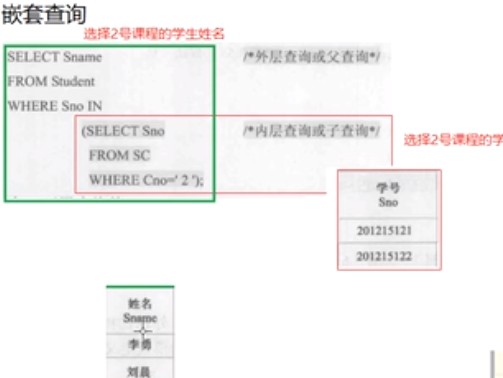 嵌套查询
选择2号课程的学生姓名
SELECT Sname /*外层查询或父查询*/
FROM Student
WHERE Sno IN
(SELECT Sno /*内层查询或子查询*/
选择2号课程的学
FROM SC
WHERE Cno=' 2 ');
学号
Sno
201215121
201215122
姓名
Sname
李勇
刘晨